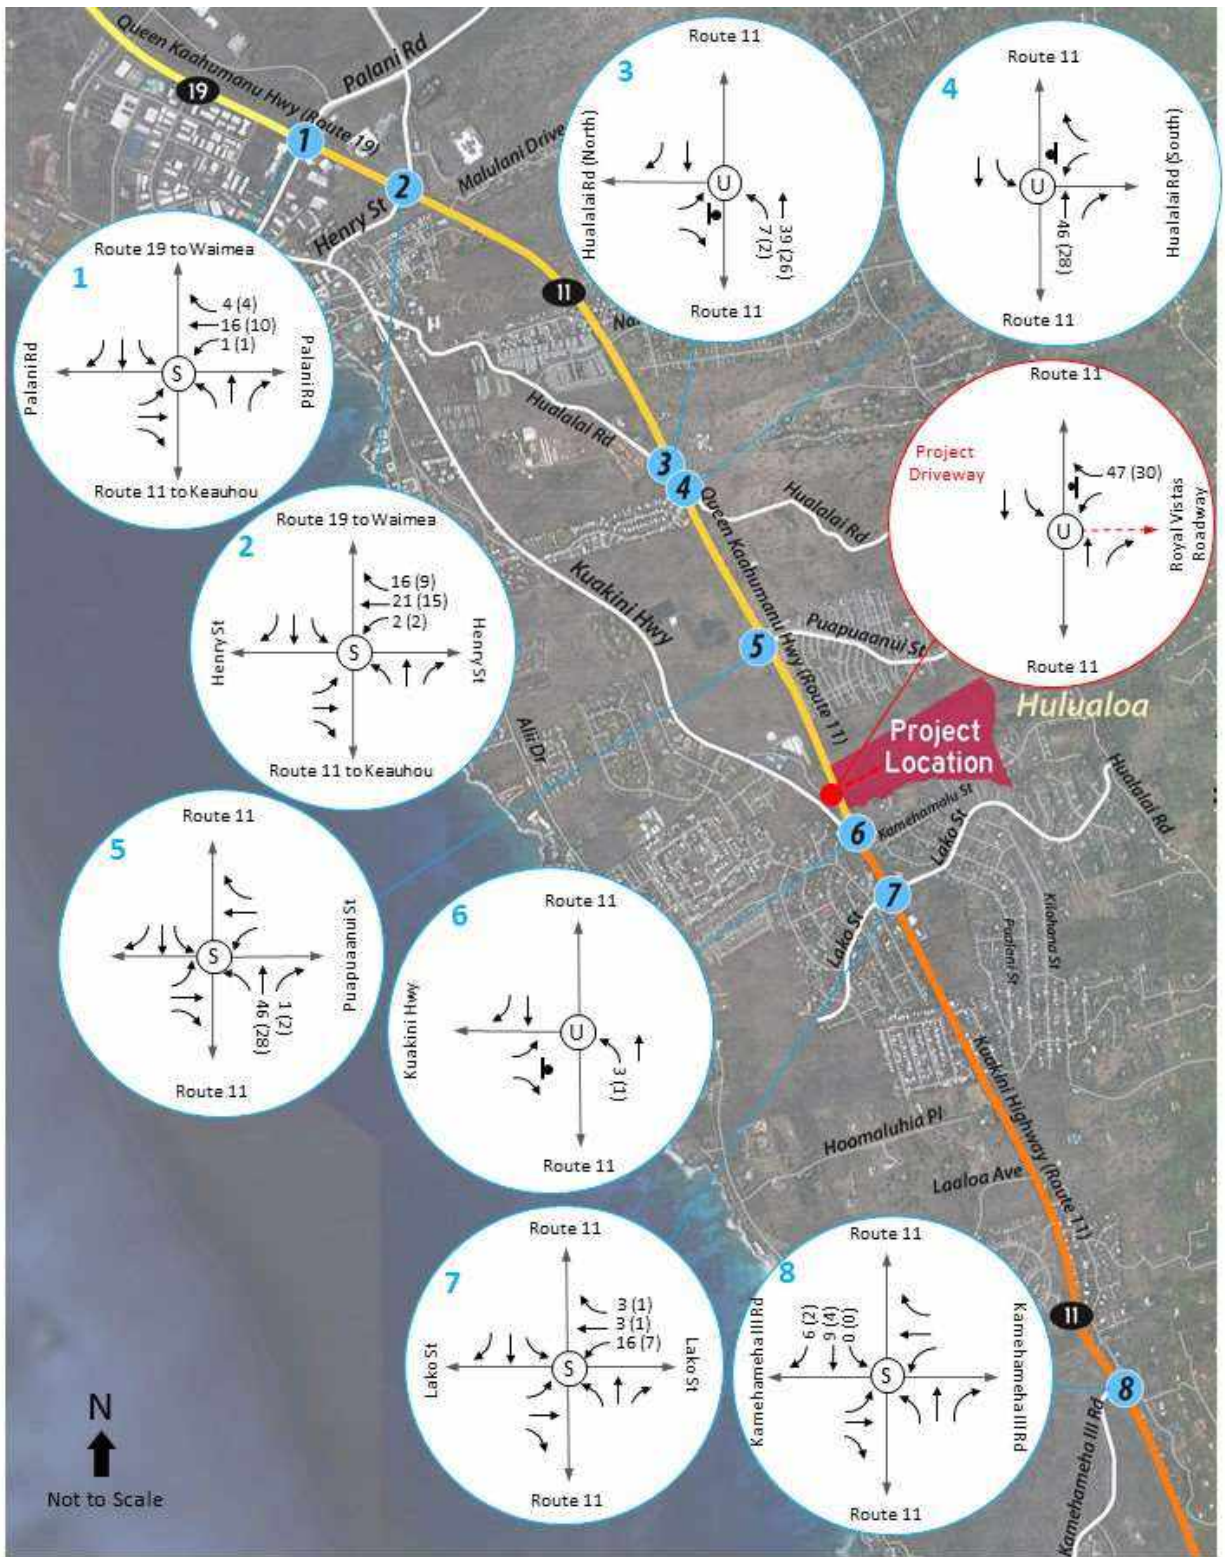 Queen Kaahumanu Hwy (Route 19)
19
Palani Rd
1
2
Malulani Drive
Henry St
11
Hualalai Rd
3
4
Queen Kaahumanu Hwy (Route 11)
Hualalai Rd
Kuakini Hwy
5
Puapuaanui St
Alii Dr
Project
Location
Hulualoa
6
Kamehamalu St
Hualalai Rd
7
Lako St
Lako St
Kilohana St
Pualani St
Kuakini Highway (Route 11)
Hoomaluhia Pl
Laaloa Ave
11
8
Kamehameha III Rd
N
Not to Scale
1
Route 19 to Waimea
Palani Rd
4 (4)
16 (10)
1 (1)
S
Palani Rd
Route 11 to Keauhou
2
Route 19 to Waimea
Henry St
16 (9)
21 (15)
2 (2)
S
Henry St
Route 11 to Keauhou
3
Route 11
Hualalai Rd (North)
U
7 (2)
39 (26)
Route 11
4
Route 11
U
46 (28)
Hualalai Rd (South)
Route 11
Route 11
Project
Driveway
47 (30)
U
Royal Vistas
Roadway
Route 11
5
Route 11
S
46 (28)
1 (2)
Puapuaanui St
Route 11
6
Route 11
Kuakini Hwy
U
3 (1)
Route 11
7
Route 11
Lako St
3 (1)
3 (1)
16 (7)
S
Lako St
Route 11
8
Route 11
Kamehameha III Rd
6 (2)
9 (4)
0 (0)
S
Kamehameha III Rd
Route 11